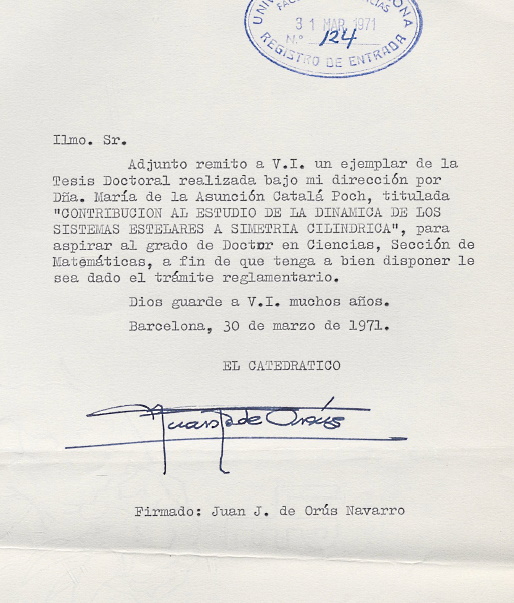 31 MAR. 1971
N.º 124
REGISTRO DE ENTRADA
Ilmo. Sr.
Adjunto remito a V.I. un ejemplar de la
Tesis Doctoral realizada bajo mi dirección por
Dña. María de la Asunción Catalá Poch, titulada
"CONTRIBUCION AL ESTUDIO DE LA DINAMICA DE LOS
SISTEMAS ESTELARES A SIMETRIA CILINDRICA", para
aspirar al grado de Doctor en Ciencias, Sección de
Matemáticas, a fin de que tenga a bien disponer le
sea dado el trámite reglamentario.
Dios guarde a V.I. muchos años.
Barcelona, 30 de marzo de 1971.
EL CATEDRATICO
Juan J. de Orús
Firmado: Juan J. de Orús Navarro